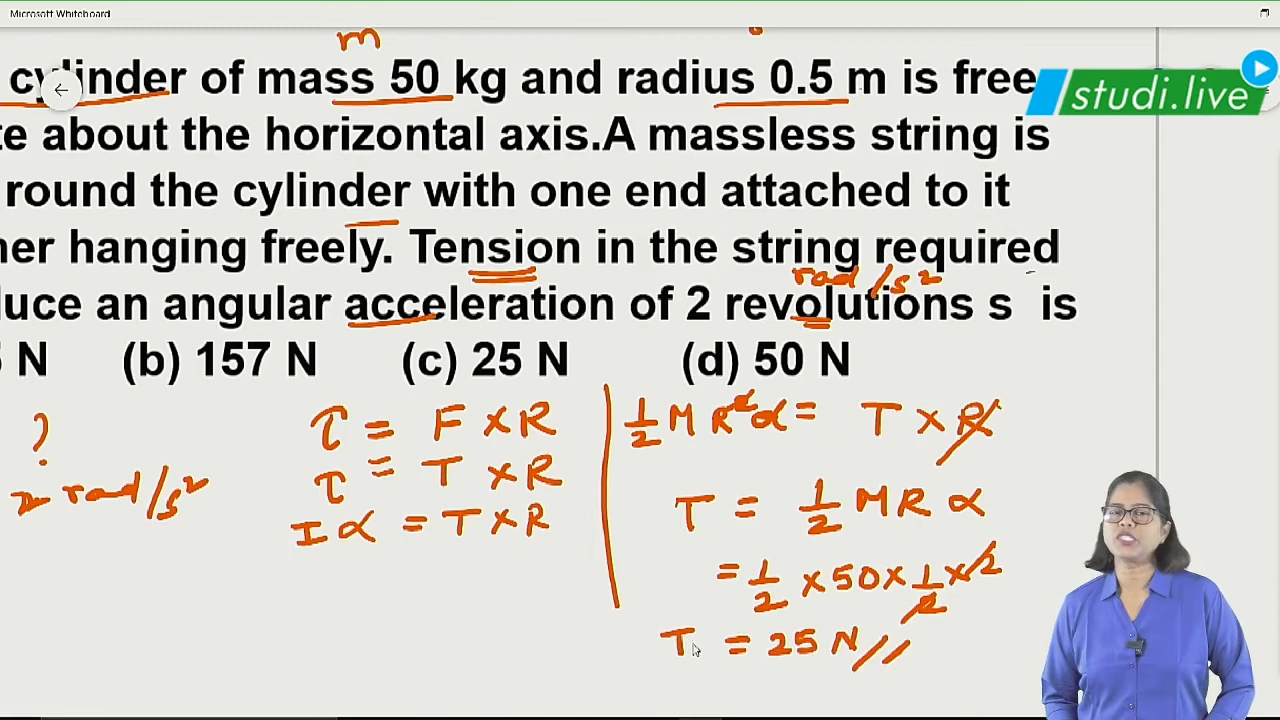 Microsoft Whiteboard
m
cylinder of mass 50 kg and radius 0.5 m is free
studi.live
te about the horizontal axis.A massless string is
round the cylinder with one end attached to it
her hanging freely. Tension in the string required
rad/s²
luce an angular acceleration of 2 revolutions s is
N (b) 157 N (c) 25 N (d) 50 N
?
2 rad/s²
τ = F × R
τ = T × R
Iα = T × R
1/2 M R² α = T × R
T = 1/2 M R α
= 1/2 × 50 × 1/2 × 2
T = 25 N //